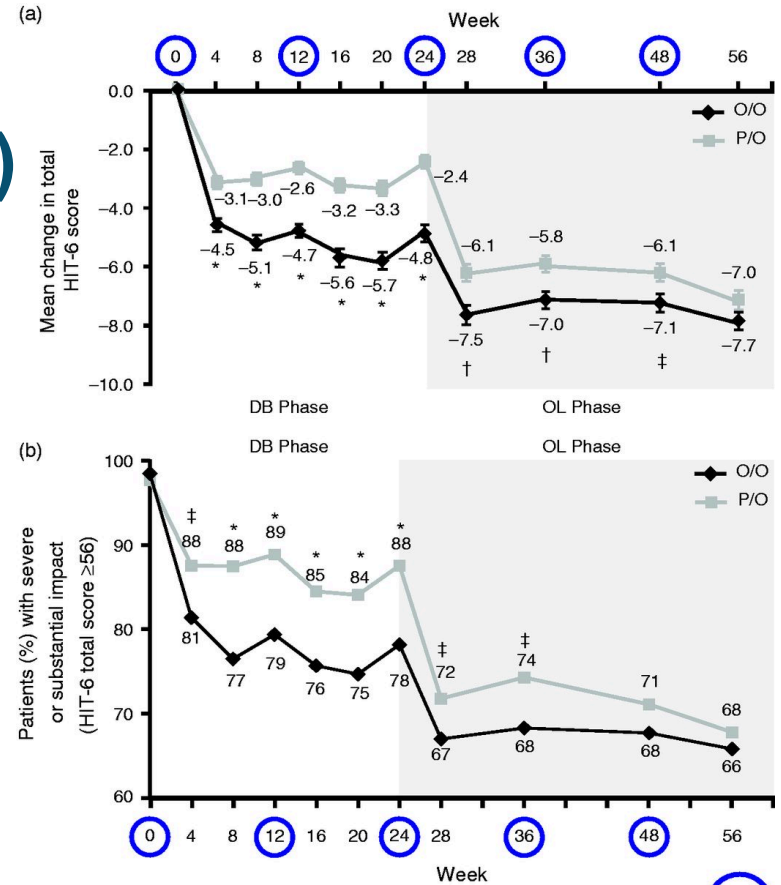 (a)
Week
0 4 8 12 16 20 24 28 36 48 56
0.0
−2.0
−4.0
−6.0
−8.0
−10.0
Mean change in total
HIT-6 score
O/O
P/O
−3.1 −3.0 −2.6 −3.2 −3.3 −2.4 −6.1 −5.8 −6.1 −7.0
−4.5 −5.1 −4.7 −5.6 −5.7 −4.8 −7.5 −7.0 −7.1 −7.7
* * * * * * † † ‡
DB Phase OL Phase
(b)
DB Phase OL Phase
100
90
80
70
60
Patients (%) with severe
or substantial impact
(HIT-6 total score ≥56)
O/O
P/O
‡ * * * * * ‡ ‡
88 88 89 85 84 88 72 74 71 68
81 77 79 76 75 78 67 68 68 66
0 4 8 12 16 20 24 28 36 48 56
Week